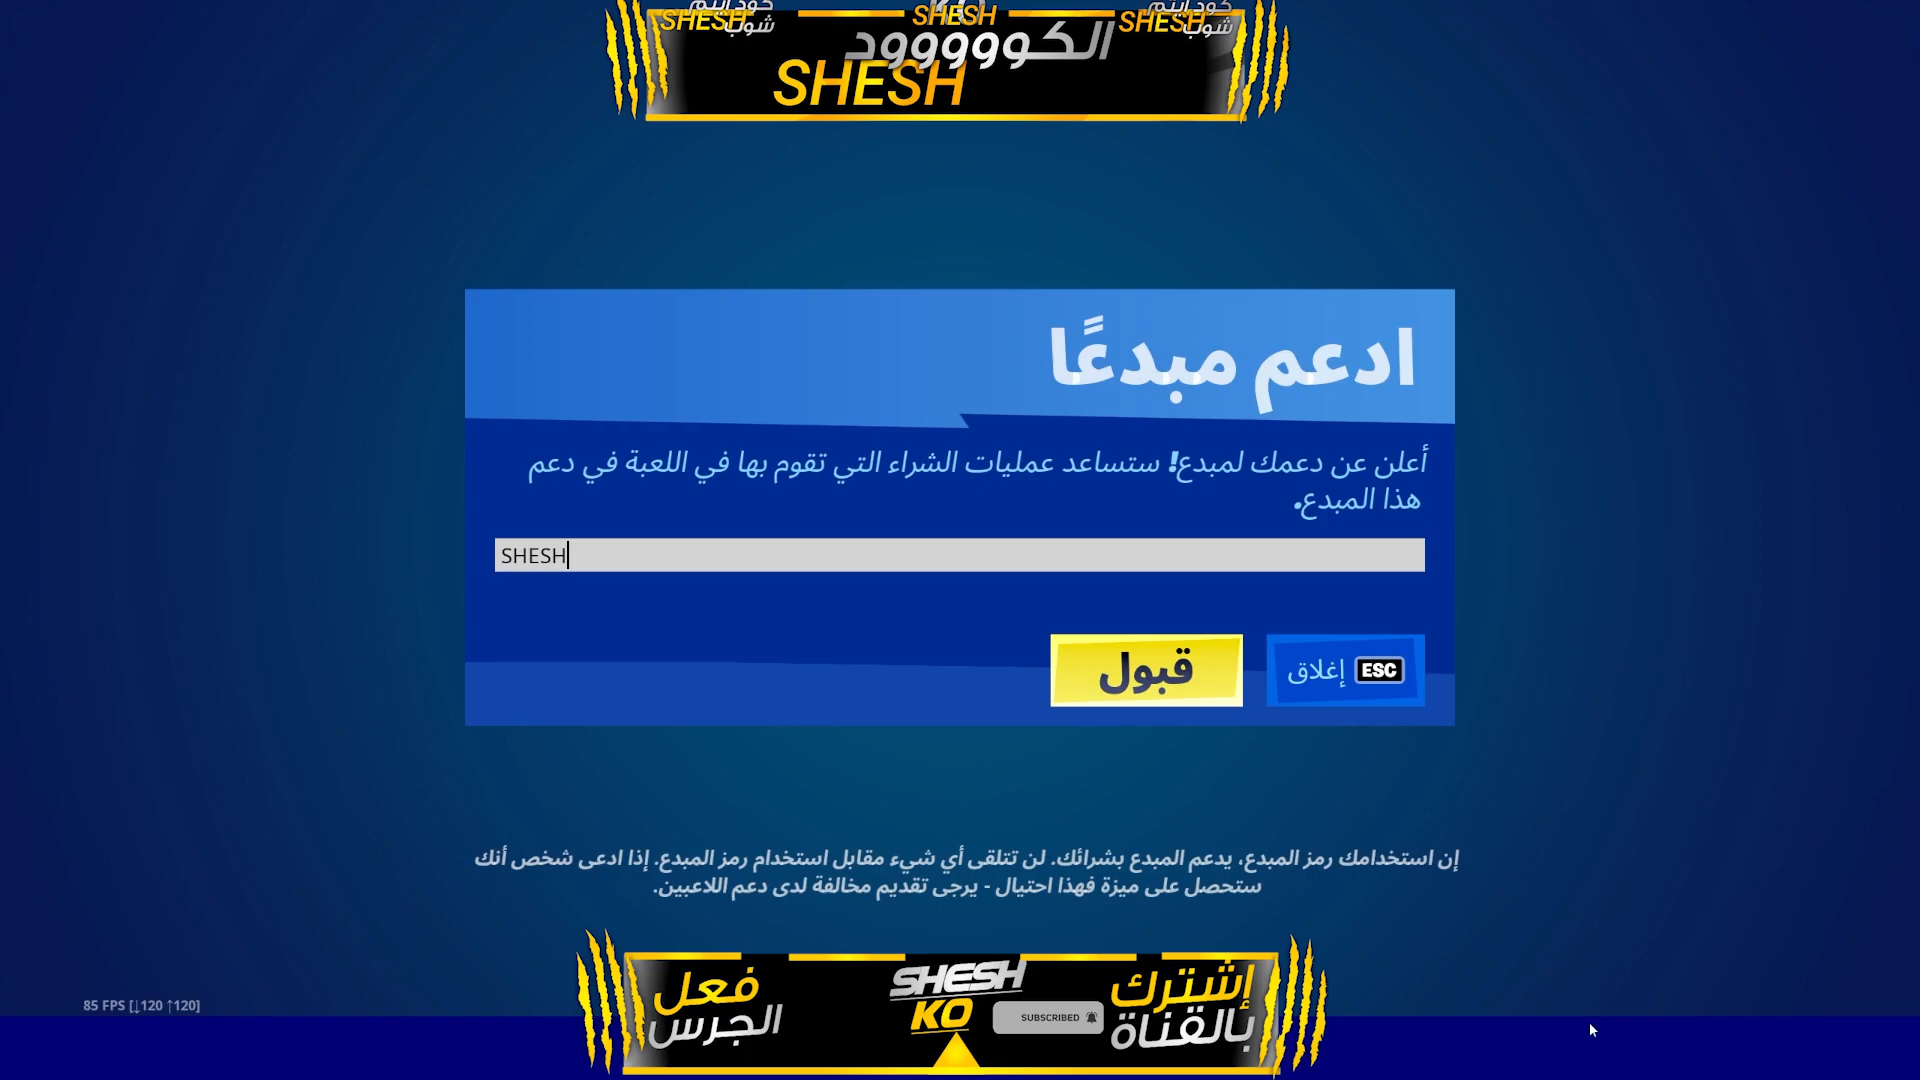 SHESH
شوب
SHESH
SHESH
شوب
الكوووووود
SHESH
ادعم مبدعًا
أعلن عن دعمك لمبدع! ستساعد عمليات الشراء التي تقوم بها في اللعبة في دعم
هذا المبدع.
SHESH
إغلاق ESC
قبول
إن استخدامك رمز المبدع، يدعم المبدع بشرائك. لن تتلقى أي شيء مقابل استخدام رمز المبدع. إذا ادعى شخص أنك
ستحصل على ميزة فهذا احتيال - يرجى تقديم مخالفة لدى دعم اللاعبين.
إشترك
بالقناة
SHESH
KO
SUBSCRIBED
فعل
الجرس
85 FPS [↓120 ↑120]